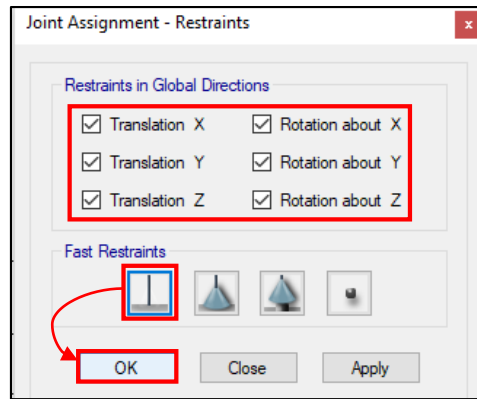 Joint Assignment - Restraints
x
Restraints in Global Directions
Translation X Rotation about X
Translation Y Rotation about Y
Translation Z Rotation about Z
Fast Restraints
OK Close Apply